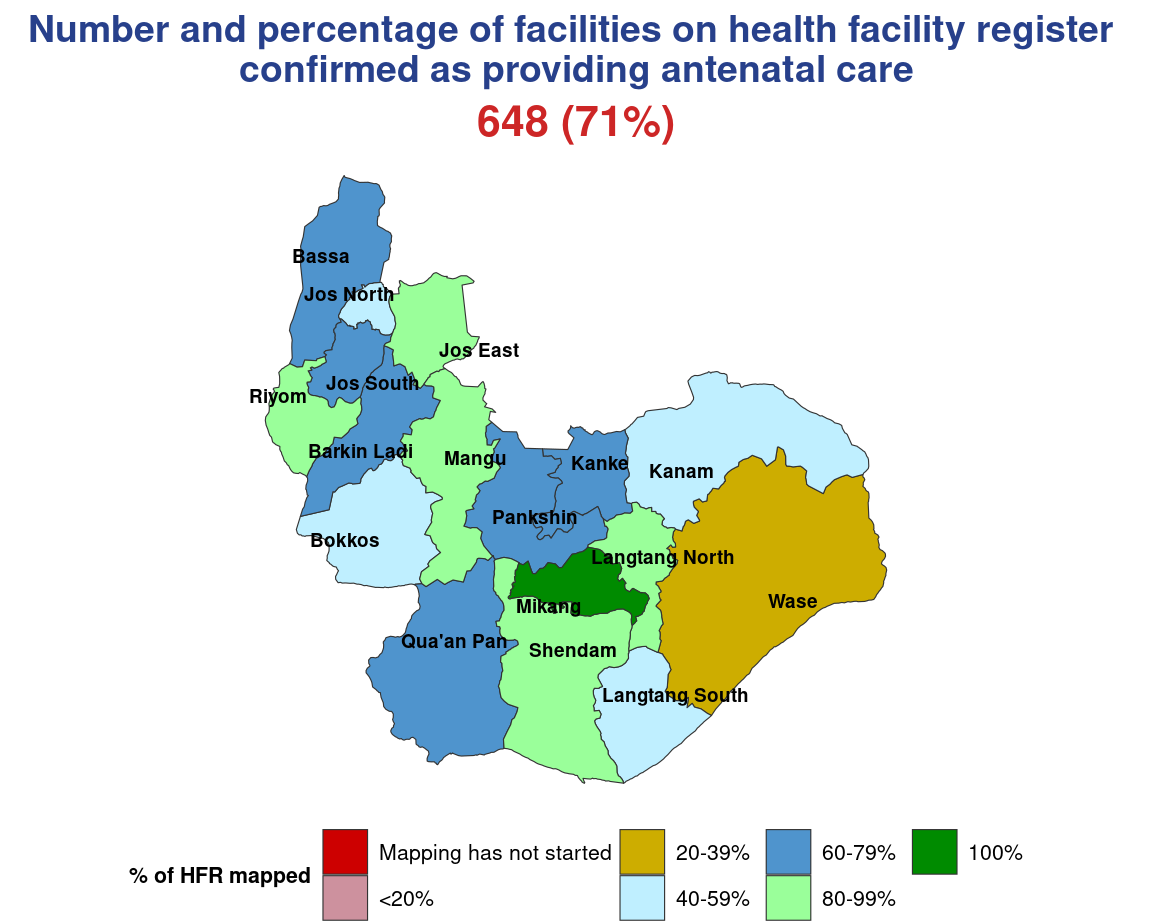 Number and percentage of facilities on health facility register
confirmed as providing antenatal care
648 (71%)
Bassa
Jos North
Jos East
Jos South
Riyom
Barkin Ladi
Mangu
Kanke
Kanam
Pankshin
Bokkos
Langtang North
Wase
Mikang
Qua'an Pan
Shendam
Langtang South
% of HFR mapped
Mapping has not started
<20%
20-39%
40-59%
60-79%
80-99%
100%